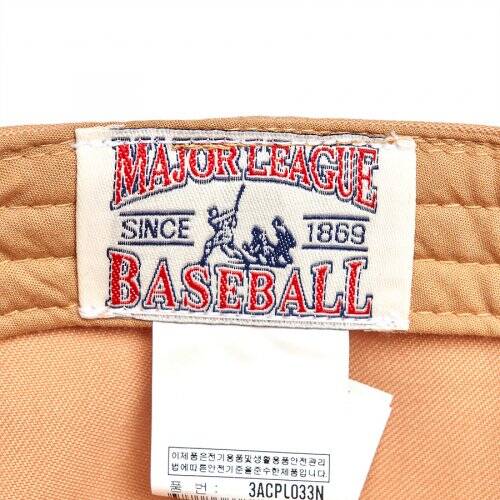 MAJOR LEAGUE
SINCE 1869
BASEBALL
이제품은전기용품및생활용품안전관리
법에따른안전기준을준수한제품입니다
품 번: 3ACPL033N